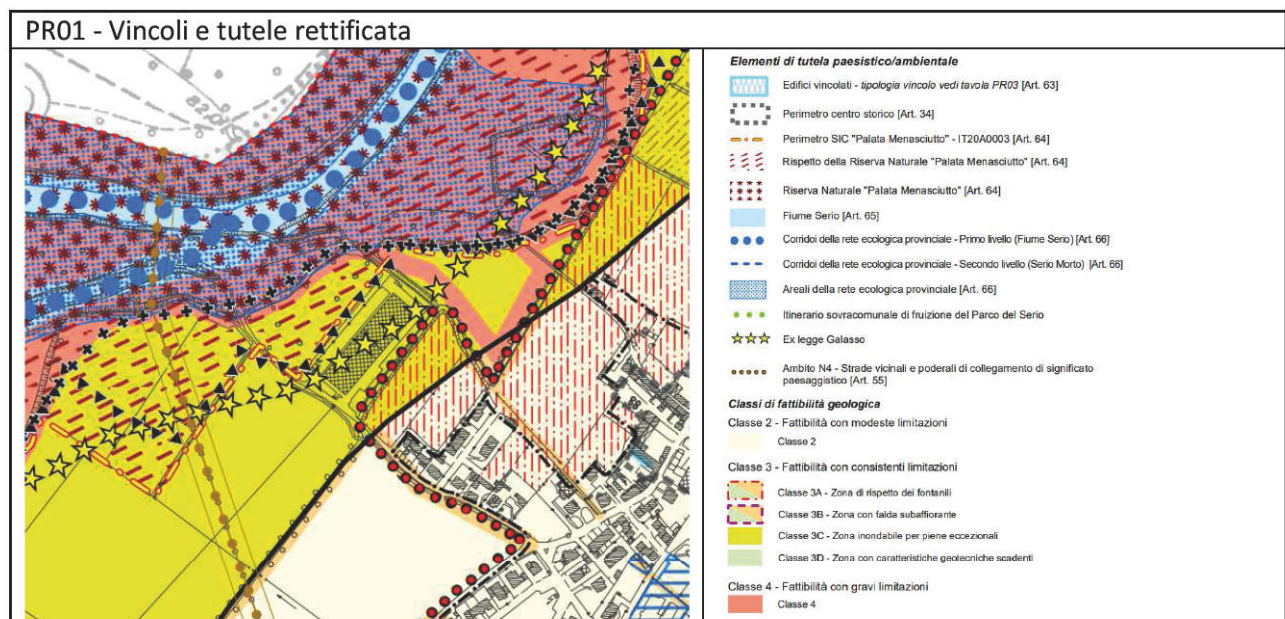 PR01 - Vincoli e tutele rettificata
Elementi di tutela paesistico/ambientale
Edifici vincolati - tipologia vincolo vedi tavola PR03 [Art. 63]
Perimetro centro storico [Art. 34]
Perimetro SIC "Palata Menasciutto" - IT20A0003 [Art. 64]
Rispetto della Riserva Naturale "Palata Menasciutto" [Art. 64]
Riserva Naturale "Palata Menasciutto" [Art. 64]
Fiume Serio [Art. 65]
Corridoi della rete ecologica provinciale - Primo livello (Fiume Serio) [Art. 66]
Corridoi della rete ecologica provinciale - Secondo livello (Serio Morto) [Art. 66]
Areali della rete ecologica provinciale [Art. 66]
Itinerario sovracomunale di fruizione del Parco del Serio
Ex legge Galasso
Ambito N4 - Strade vicinali e poderali di collegamento di significato
paesaggistico [Art. 55]
Classi di fattibilità geologica
Classe 2 - Fattibilità con modeste limitazioni
Classe 2
Classe 3 - Fattibilità con consistenti limitazioni
Classe 3A - Zona di rispetto dei fontanili
Classe 3B - Zona con falda subaffiorante
Classe 3C - Zona inondabile per piene eccezionali
Classe 3D - Zona con caratteristiche geotecniche scadenti
Classe 4 - Fattibilità con gravi limitazioni
Classe 4